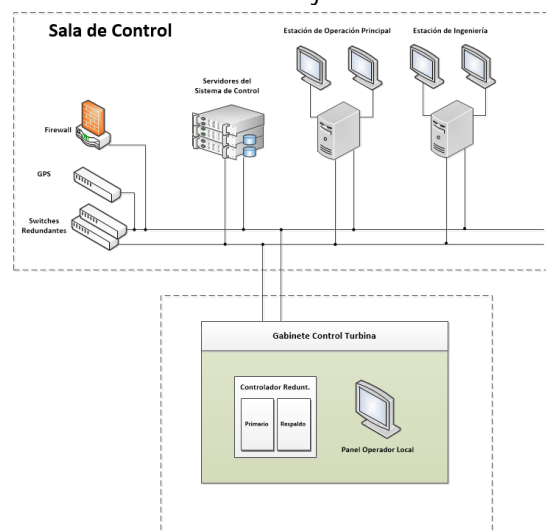 Sala de Control
Estación de Operación Principal
Estación de Ingeniería
Servidores del
Sistema de Control
Firewall
GPS
Switches
Redundantes
Gabinete Control Turbina
Controlador Redunt.
Primario
Respaldo
Panel Operador Local